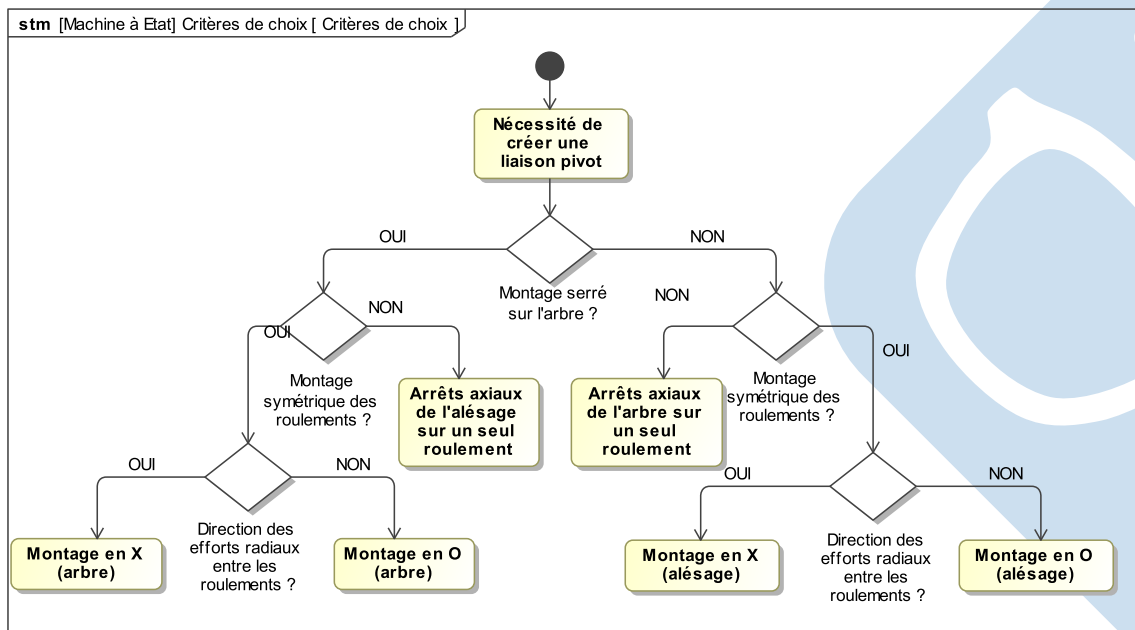 stm [Machine à Etat] Critères de choix [ Critères de choix ]
Nécessité de
créer une
liaison pivot
OUI
NON
Montage serré
sur l'arbre ?
OUI
NON
Montage
symétrique des
roulements ?
Arrêts axiaux
de l'alésage
sur un seul
roulement
NON
OUI
Montage
symétrique des
roulements ?
Arrêts axiaux
de l'arbre sur
un seul
roulement
OUI
NON
Direction des
efforts radiaux
entre les
roulements ?
Montage en X
(arbre)
Montage en O
(arbre)
OUI
NON
Direction des
efforts radiaux
entre les
roulements ?
Montage en X
(alésage)
Montage en O
(alésage)